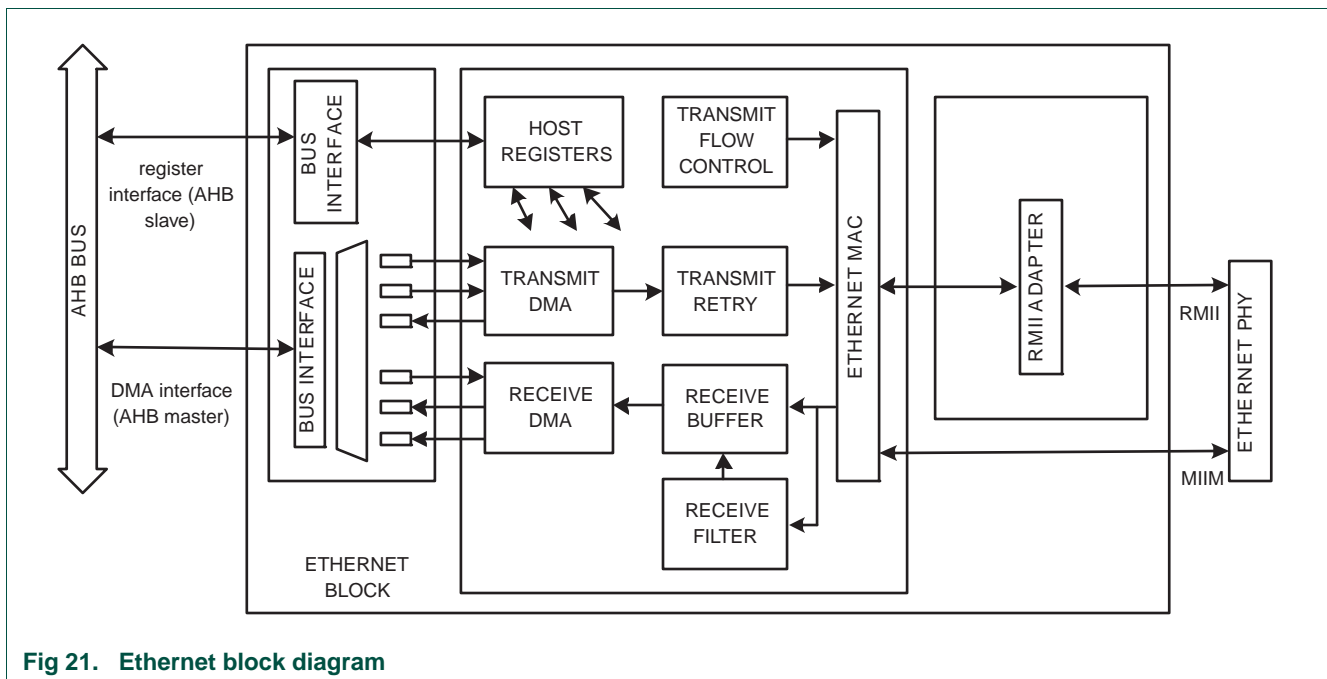 AHB BUS
register
interface (AHB
slave)
DMA interface
(AHB master)
BUS
INTERFACE
BUS INTERFACE
ETHERNET
BLOCK
HOST
REGISTERS
TRANSMIT
FLOW
CONTROL
TRANSMIT
DMA
TRANSMIT
RETRY
RECEIVE
DMA
RECEIVE
BUFFER
RECEIVE
FILTER
ETHERNET MAC
RMII ADAPTER
RMII
MIIM
ETHERNET PHY
Fig 21. Ethernet block diagram